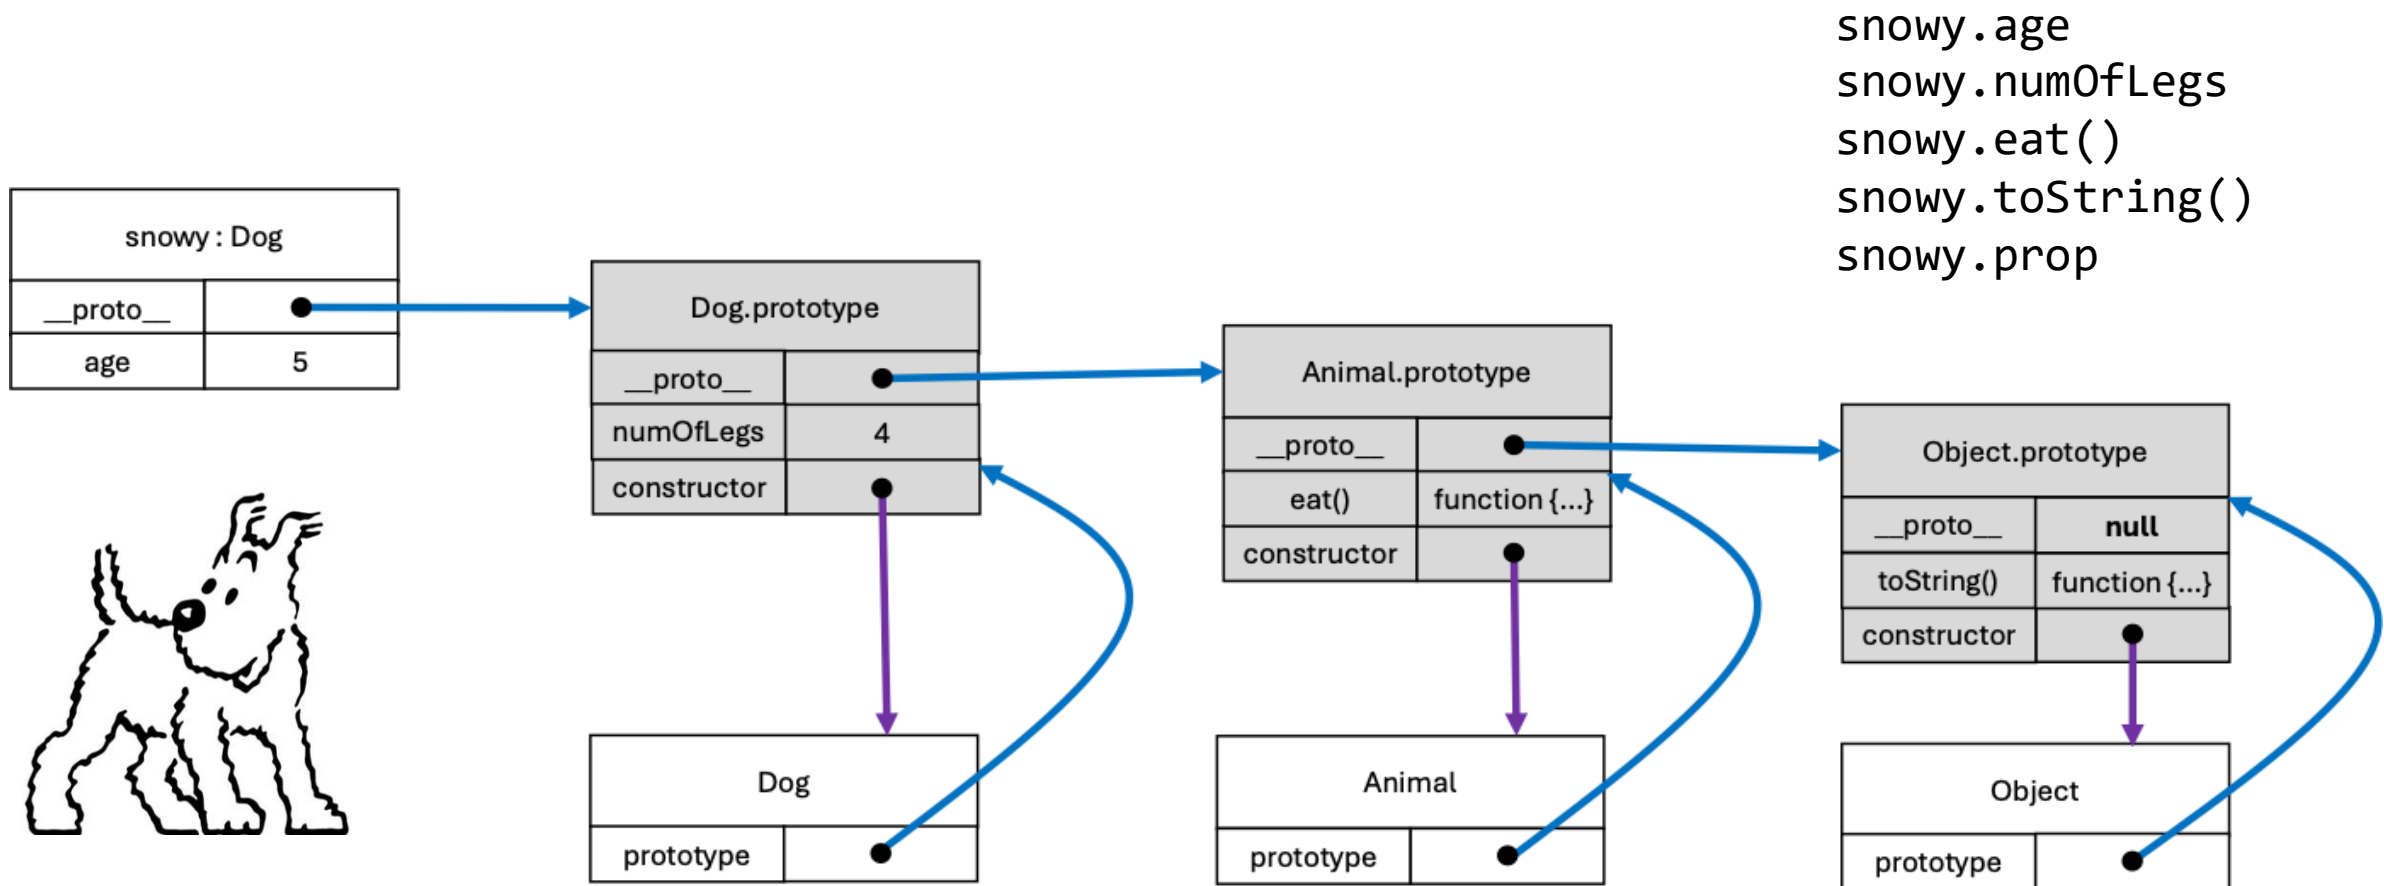 snowy.age
snowy.numOfLegs
snowy.eat()
snowy.toString()
snowy.prop
snowy : Dog
__proto__
age 5
Dog.prototype
__proto__
numOfLegs 4
constructor
Animal.prototype
__proto__
eat() function {...}
constructor
Object.prototype
__proto__ null
toString() function {...}
constructor
Dog
prototype
Animal
prototype
Object
prototype